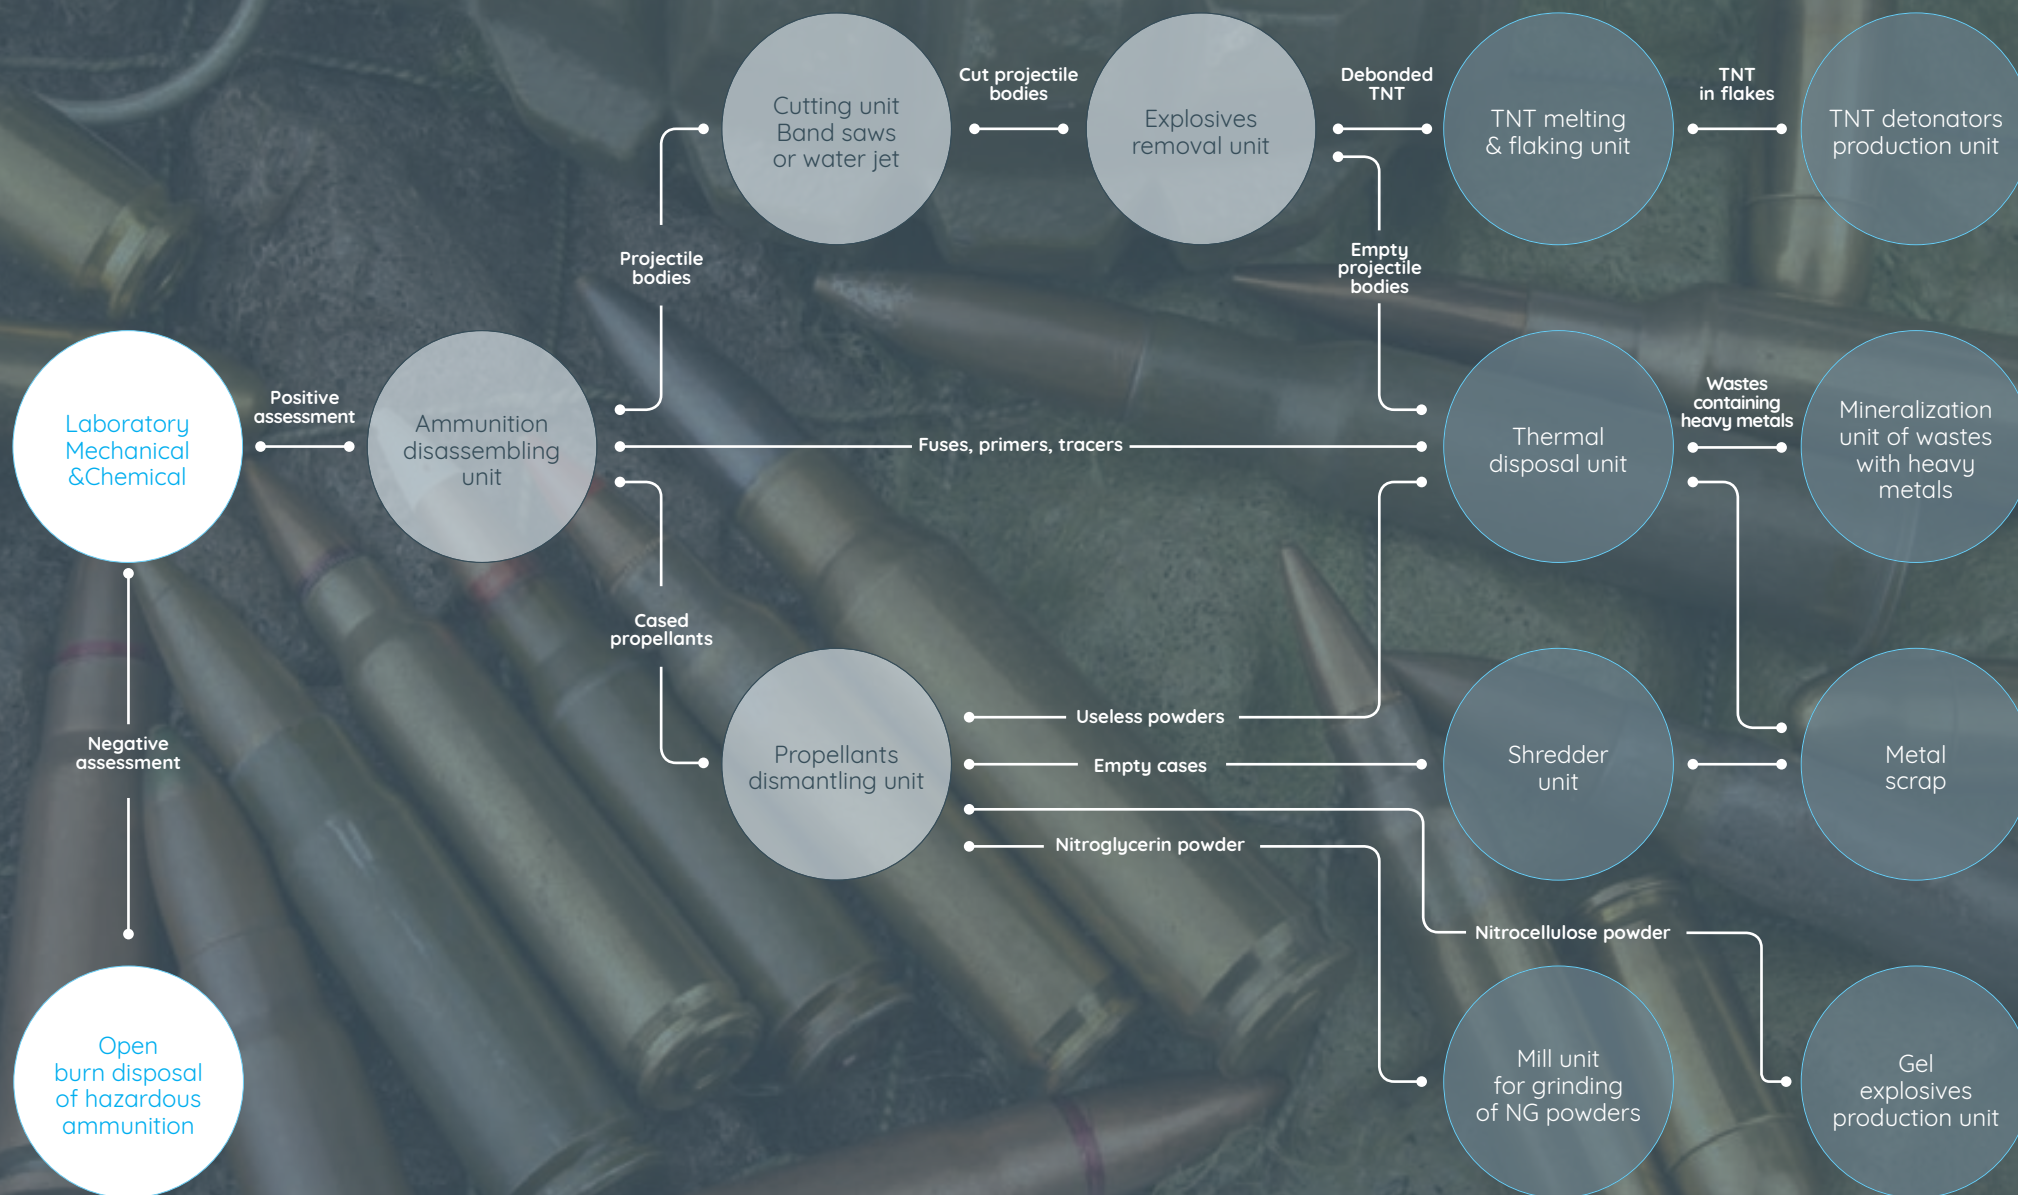 Cutting unit
Band saws
or water jet
Cut projectile
bodies
Explosives
removal unit
Debonded
TNT
TNT melting
& flaking unit
TNT
in flakes
TNT detonators
production unit
Projectile
bodies
Empty
projectile
bodies
Laboratory
Mechanical
&Chemical
Positive
assessment
Ammunition
disassembling
unit
Fuses, primers, tracers
Thermal
disposal unit
Wastes
containing
heavy metals
Mineralization
unit of wastes
with heavy
metals
Cased
propellants
Negative
assessment
Propellants
dismantling unit
Useless powders
Empty cases
Nitroglycerin powder
Shredder
unit
Metal
scrap
Nitrocellulose powder
Open
burn disposal
of hazardous
ammunition
Mill unit
for grinding
of NG powders
Gel
explosives
production unit